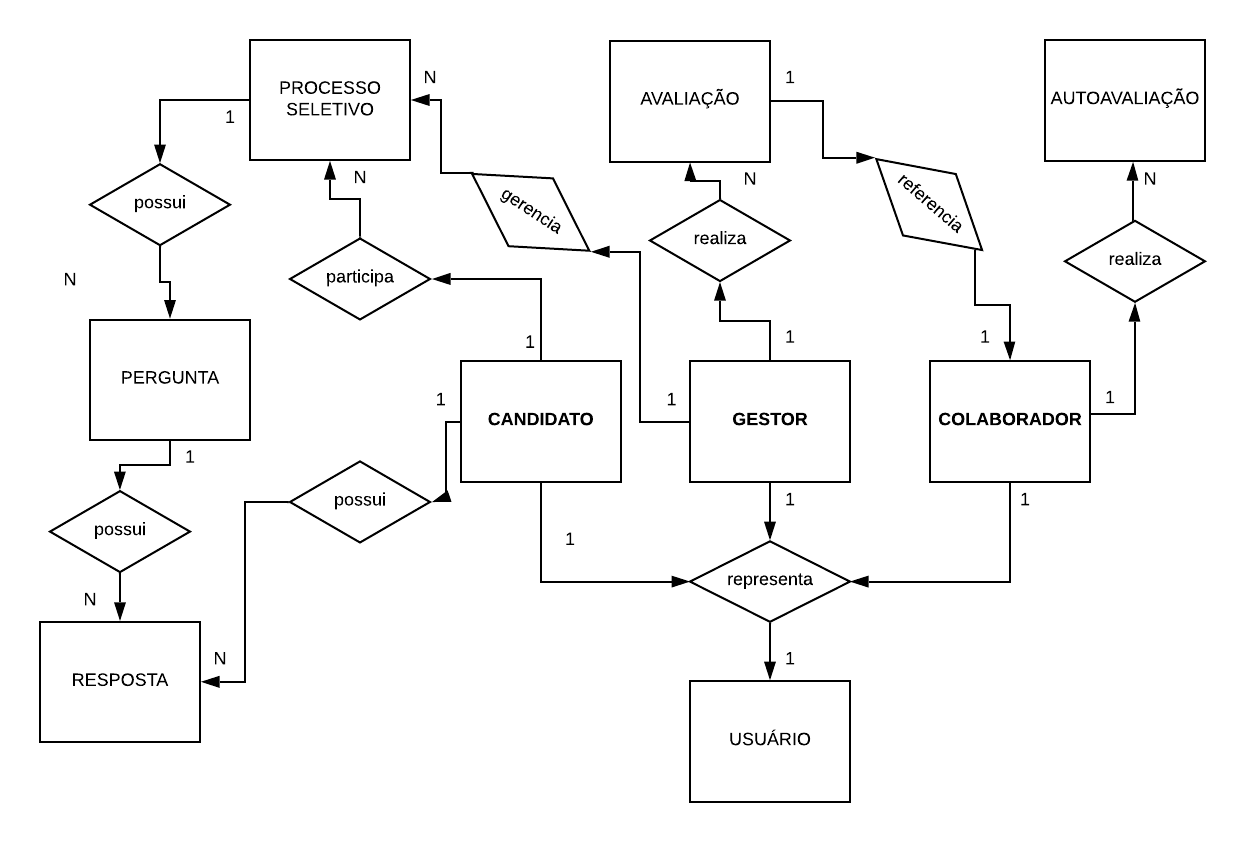 PROCESSO
SELETIVO
N
AVALIAÇÃO
1
AUTOAVALIAÇÃO
1
possui
N
participa
gerencia
N
realiza
referencia
N
realiza
N
PERGUNTA
1
1
1
1
1
1
1
CANDIDATO
GESTOR
COLABORADOR
1
possui
possui
1
1
1
representa
N
RESPOSTA
N
1
USUÁRIO